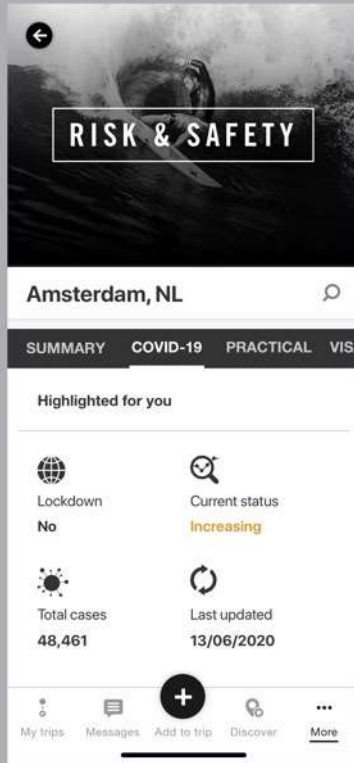 RISK & SAFETY
Amsterdam, NL
SUMMARY COVID-19 PRACTICAL VIS
Highlighted for you
Lockdown Current status
No Increasing
Total cases Last updated
48,461 13/06/2020
My trips Messages Add to trip Discover More